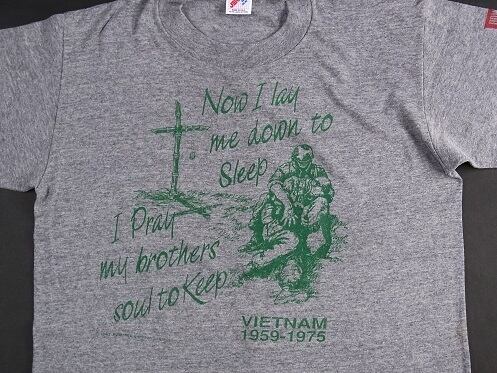 Now I lay
me down to
Sleep
I Pray
my brothers
soul to Keep
VIETNAM
1959-1975